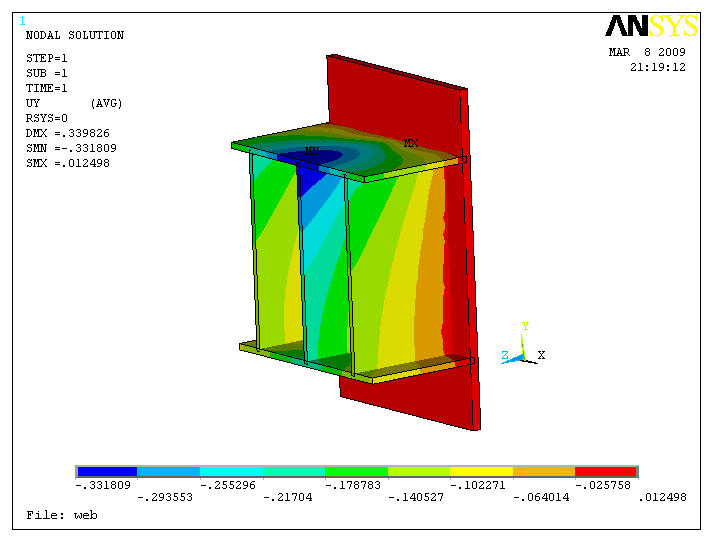 1
NODAL SOLUTION
ANSYS
MAR 8 2009
21:19:12
STEP=1
SUB =1
TIME=1
UY (AVG)
RSYS=0
DMX =.339826
SMN =-.331809
SMX =.012498
MN
MX
Y
Z
X
-.331809 -.255296 -.178783 -.102271 -.025758
-.293553 -.21704 -.140527 -.064014 .012498
File: web